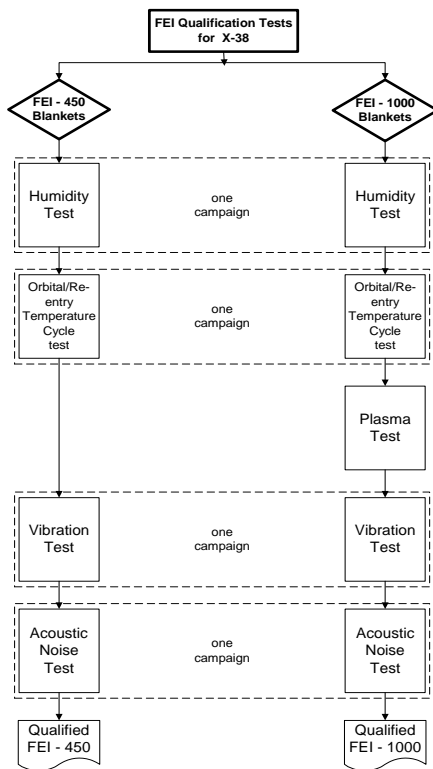 FEI Qualification Tests
for X-38
FEI - 450
Blankets
FEI - 1000
Blankets
Humidity
Test
one
campaign
Humidity
Test
Orbital/Re-
entry
Temperature
Cycle
test
one
campaign
Orbital/Re-
entry
Temperature
Cycle
test
Plasma
Test
Vibration
Test
one
campaign
Vibration
Test
Acoustic
Noise
Test
one
campaign
Acoustic
Noise
Test
Qualified
FEI - 450
Qualified
FEI - 1000